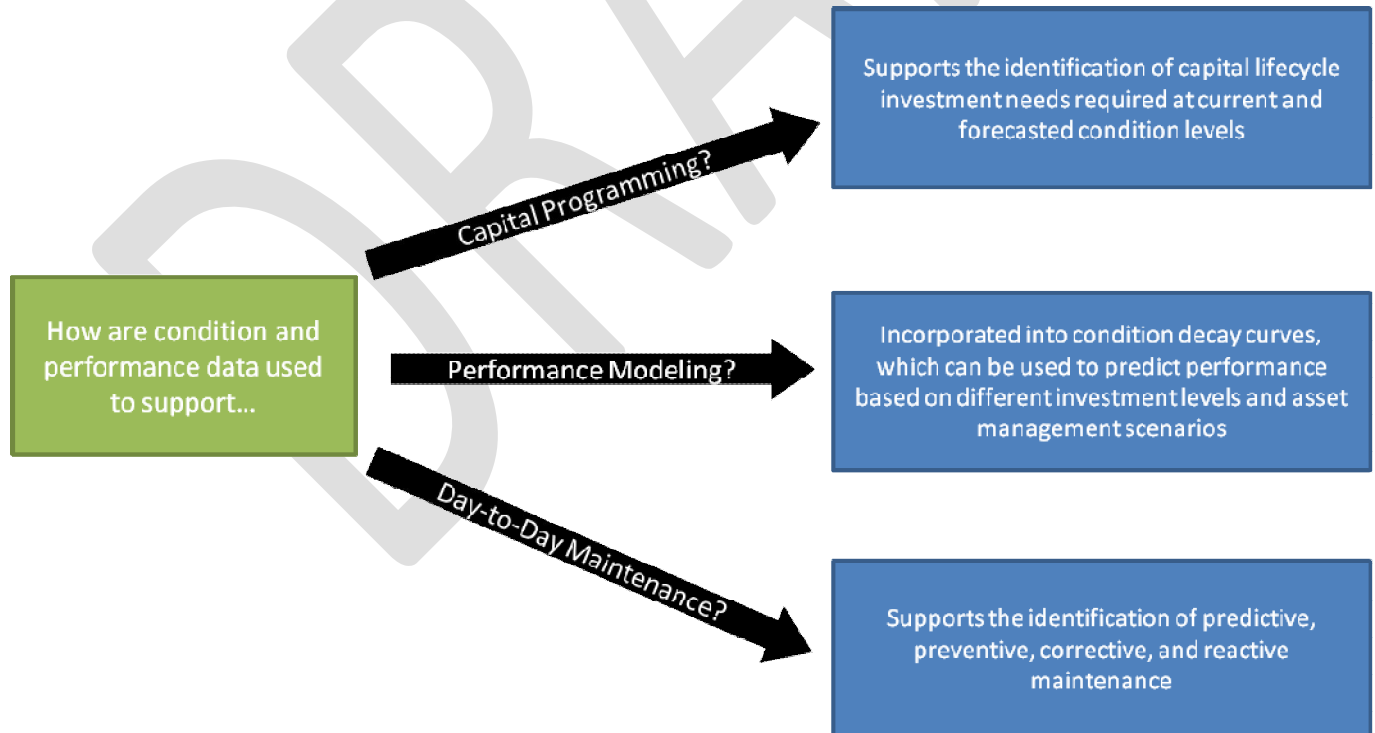 How are condition and
performance data used
to support…
Capital Programming?
Supports the identification of capital lifecycle
investment needs required at current and
forecasted condition levels
Performance Modeling?
Incorporated into condition decay curves,
which can be used to predict performance
based on different investment levels and asset
management scenarios
Day-to-Day Maintenance?
Supports the identification of predictive,
preventive, corrective, and reactive
maintenance